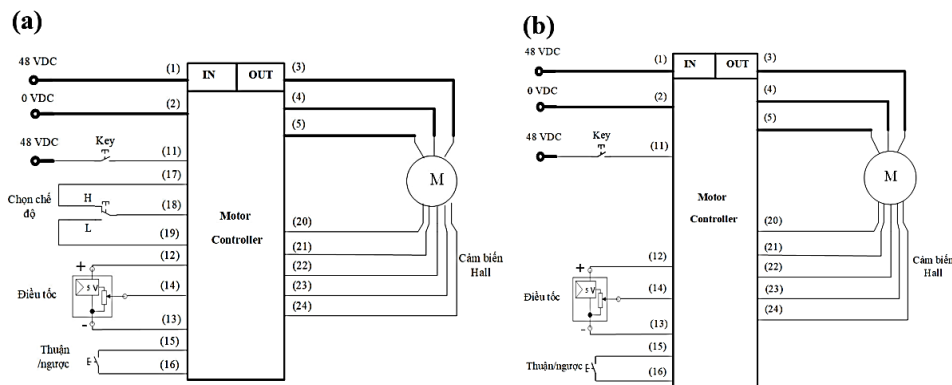 (a)
48 VDC
(1)
IN
OUT
(3)
0 VDC
(2)
(4)
(5)
48 VDC
Key
(11)
(17)
Chọn chế
độ
H
(18)
L
(19)
M
Motor
Controller
(20)
(21)
(22)
(23)
(24)
Cảm biến
Hall
(12)
+
Điều tốc
5 V
(14)
-
(13)
Thuận
/ngược
(15)
(16)
(b)
48 VDC
(1)
IN
OUT
(3)
0 VDC
(2)
(4)
(5)
48 VDC
Key
(11)
M
Motor
Controller
(20)
(21)
(22)
(23)
(24)
Cảm biến
Hall
(12)
+
Điều tốc
5 V
(14)
-
(13)
Thuận/ngược
(15)
(16)